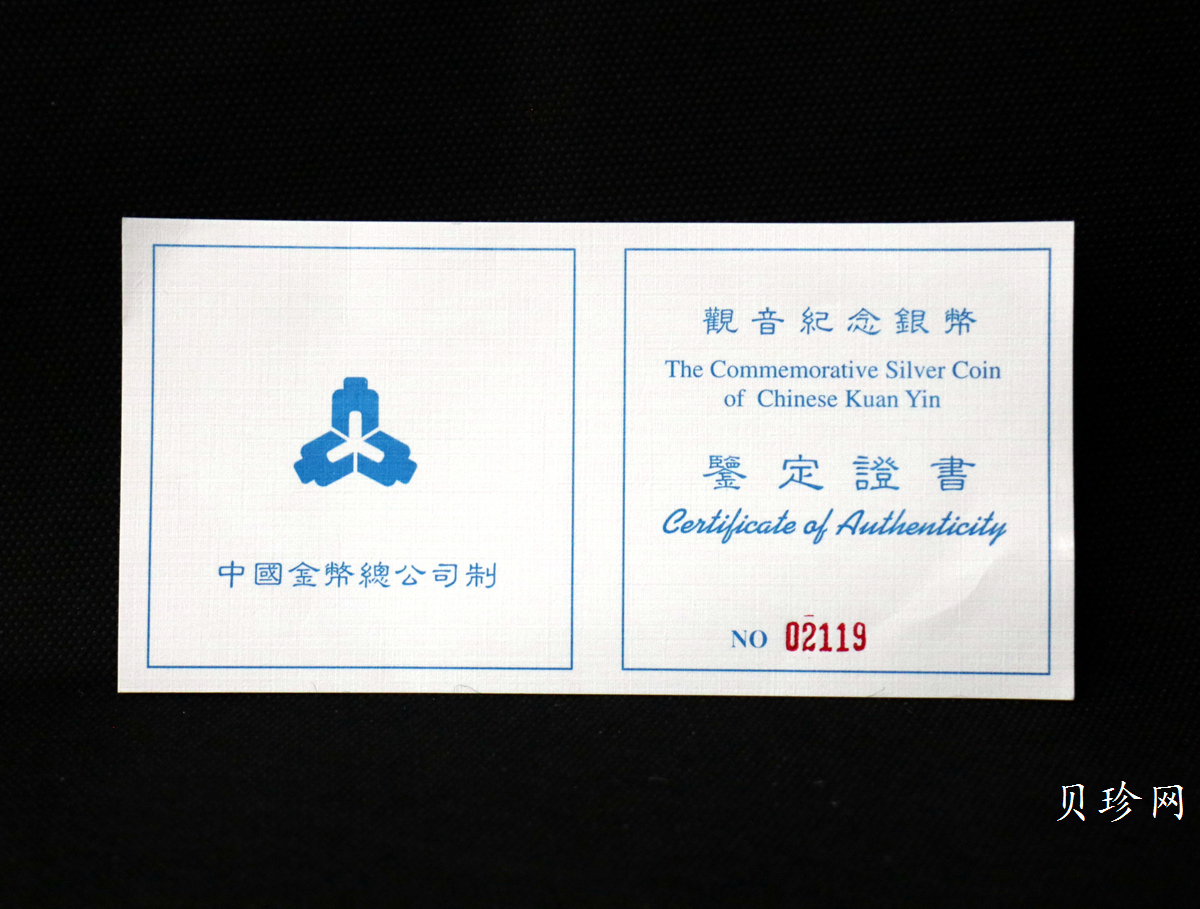 中國金幣總公司制
觀音紀念銀幣
The Commemorative Silver Coin
of Chinese Kuan Yin
鑒定證書
Certificate of Authenticity
NO 02119
贝珍网